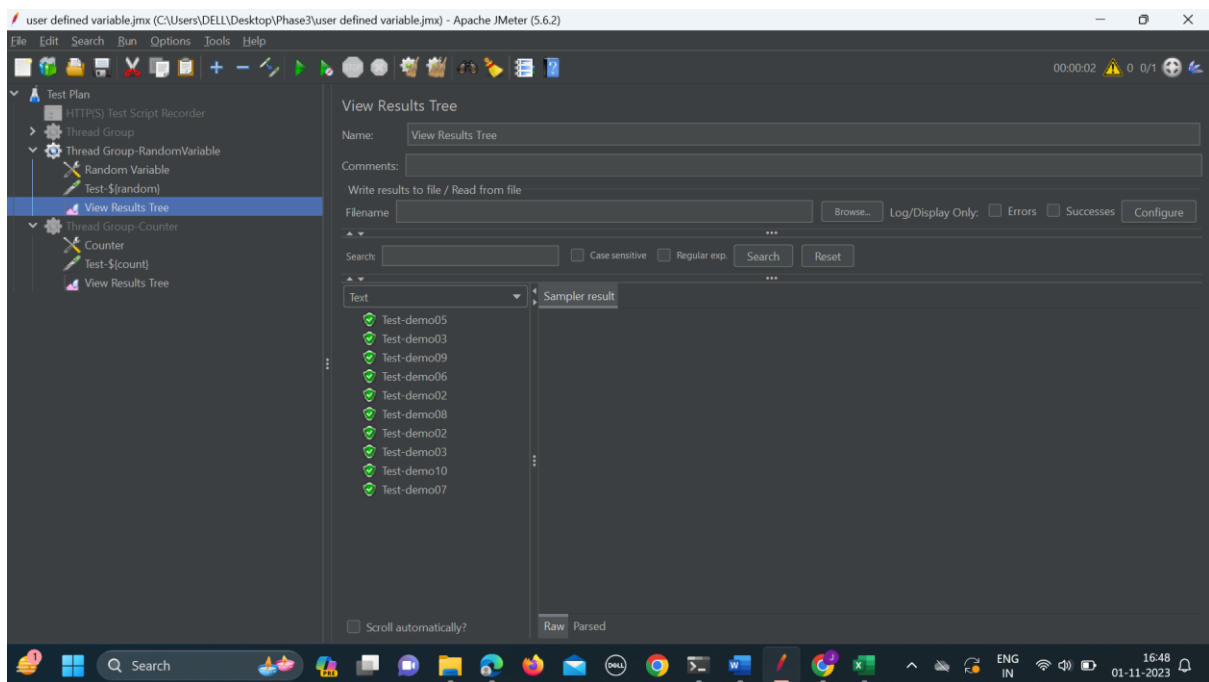 user defined variable.jmx (C:\Users\DELL\Desktop\Phase3\user defined variable.jmx) - Apache JMeter (5.6.2)
File Edit Search Run Options Tools Help
00:00:02 0 0/1
Test Plan
HTTP(S) Test Script Recorder
Thread Group
Thread Group-RandomVariable
Random Variable
Test-${random}
View Results Tree
Thread Group-Counter
Counter
Test-${count}
View Results Tree
View Results Tree
Name: View Results Tree
Comments:
Write results to file / Read from file
Filename Browse... Log/Display Only: Errors Successes Configure
Search: Case sensitive Regular exp. Search Reset
Text Sampler result
Test-demo05
Test-demo03
Test-demo09
Test-demo06
Test-demo02
Test-demo08
Test-demo02
Test-demo03
Test-demo10
Test-demo07
Scroll automatically? Raw Parsed
1 Search PRE DELL J ENG 16:48
IN 01-11-2023